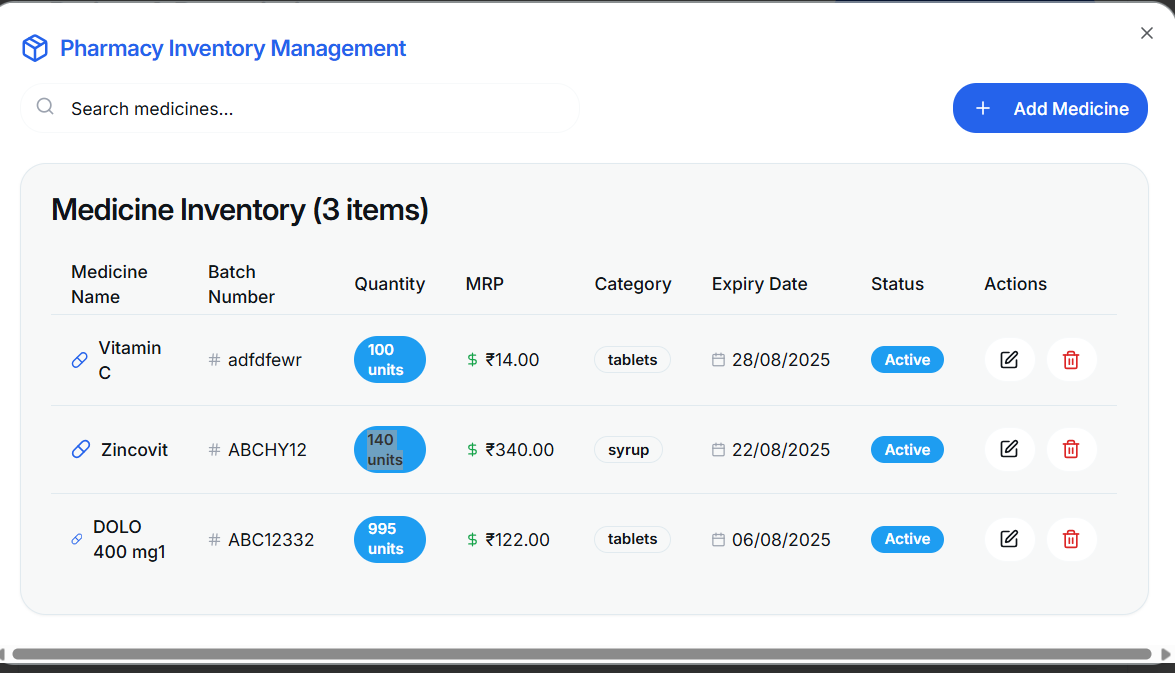 Pharmacy Inventory Management
Search medicines...
+ Add Medicine
Medicine Inventory (3 items)
Medicine Name Batch Number Quantity MRP Category Expiry Date Status Actions
Vitamin C # adfdfewr 100 units $ ₹14.00 tablets 28/08/2025 Active
Zincovit # ABCHY12 140 units $ ₹340.00 syrup 22/08/2025 Active
DOLO 400 mg1 # ABC12332 995 units $ ₹122.00 tablets 06/08/2025 Active